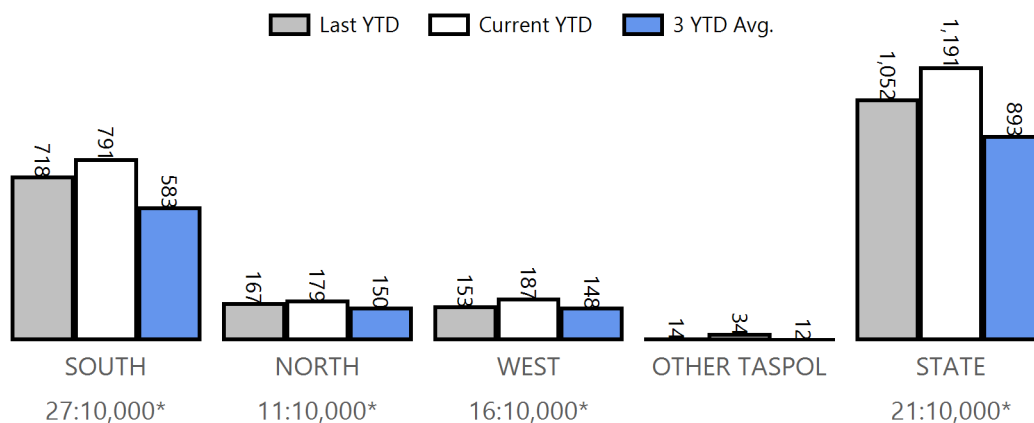 Last YTD Current YTD 3 YTD Avg.
718 791 583
167 179 150
153 187 148
14 34 12
1,052 1,191 893
SOUTH NORTH WEST OTHER TASPOL STATE
27:10,000* 11:10,000* 16:10,000* 21:10,000*